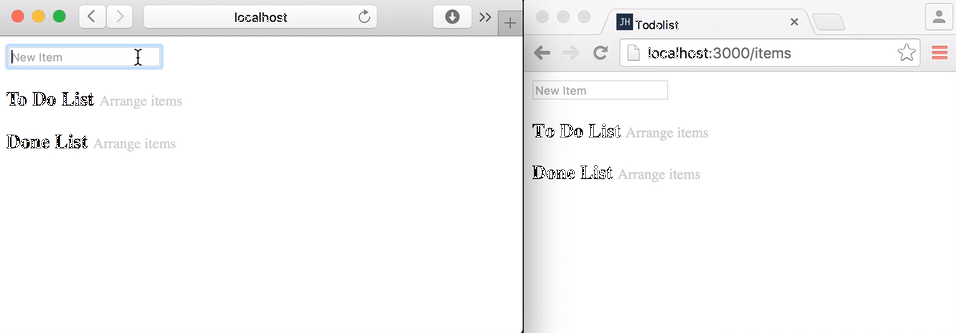 localhost
New Item
To Do List Arrange items
Done List Arrange items
JH Todolist
localhost:3000/items
New Item
To Do List Arrange items
Done List Arrange items